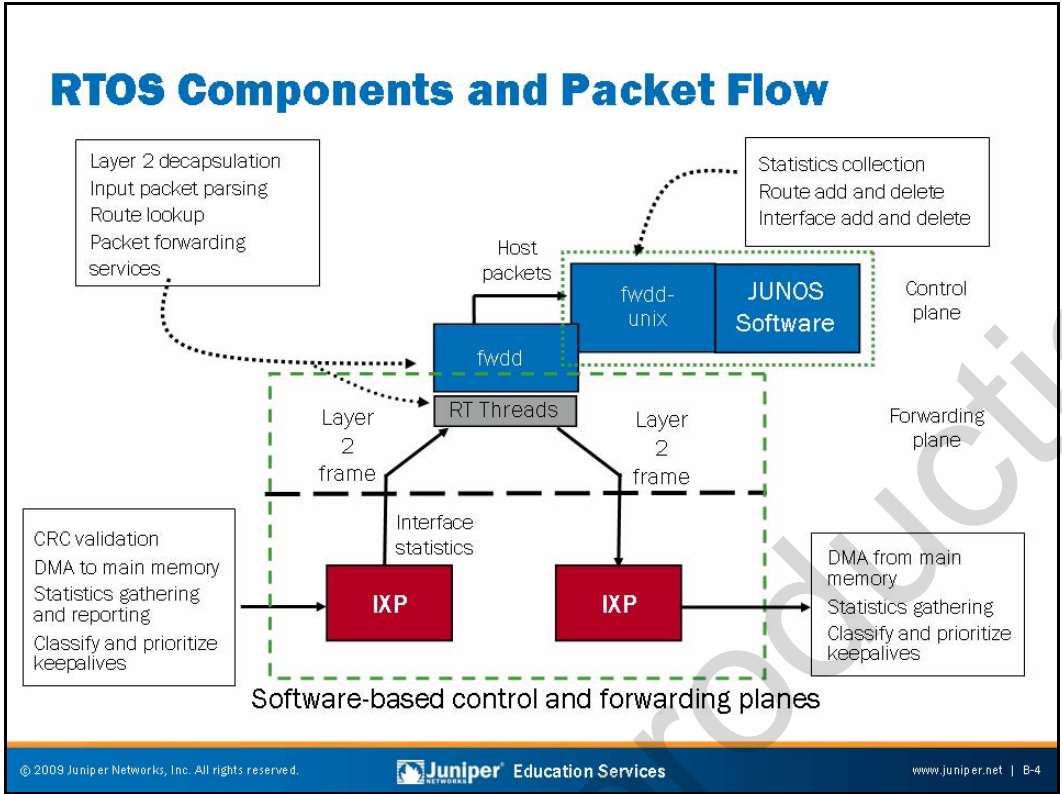 RTOS Components and Packet Flow
Layer 2 decapsulation
Input packet parsing
Route lookup
Packet forwarding
services
Statistics collection
Route add and delete
Interface add and delete
Host
packets
fwdd-
unix
JUNOS
Software
Control
plane
fwdd
RT Threads
Layer
2
frame
Layer
2
frame
Forwarding
plane
Interface
statistics
CRC validation
DMA to main memory
Statistics gathering
and reporting
Classify and prioritize
keepalives
IXP
IXP
DMA from main
memory
Statistics gathering
Classify and prioritize
keepalives
Software-based control and forwarding planes
© 2009 Juniper Networks, Inc. All rights reserved.
Juniper NETWORKS Education Services
www.juniper.net | B-4